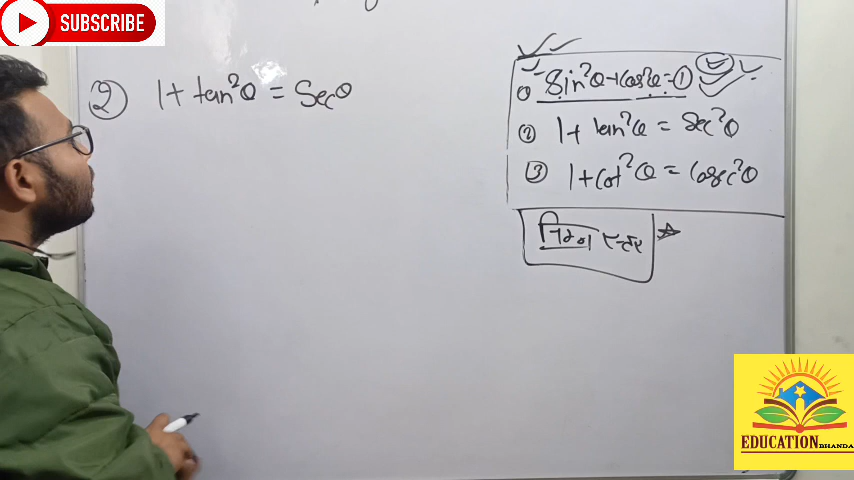 SUBSCRIBE
2) 1 + tan²θ = Secθ
① Sin²θ + Cos²θ = ①
② 1 + tan²θ = Sec²θ
③ 1 + Cot²θ = Cosec²θ
निम्न स्तर
EDUCATION BHANDA